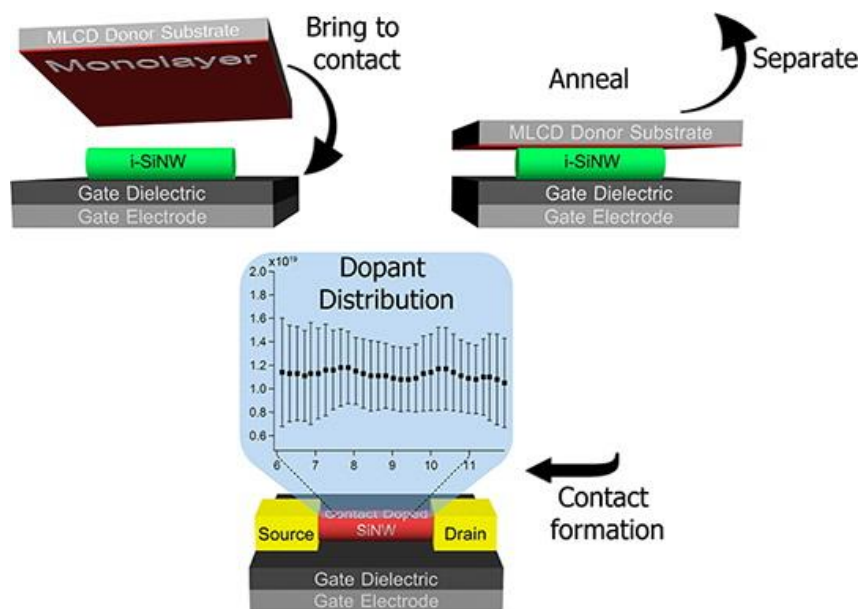 MLCD Donor Substrate
Monolayer
Bring to
contact
i-SiNW
Gate Dielectric
Gate Electrode
Anneal
Separate
MLCD Donor Substrate
i-SiNW
Gate Dielectric
Gate Electrode
x10¹⁹
Dopant
Distribution
2.0
1.8
1.6
1.4
1.2
1.0
0.8
0.6
6 7 8 9 10 11
Contact
formation
Contact Doped
SiNW
Source
Drain
Gate Dielectric
Gate Electrode